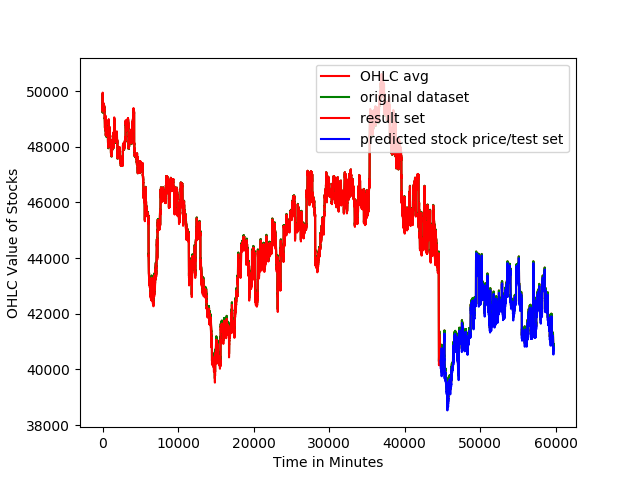 OHLC avg
original dataset
result set
predicted stock price/test set
OHLC Value of Stocks
50000
48000
46000
44000
42000
40000
38000
0 10000 20000 30000 40000 50000 60000
Time in Minutes